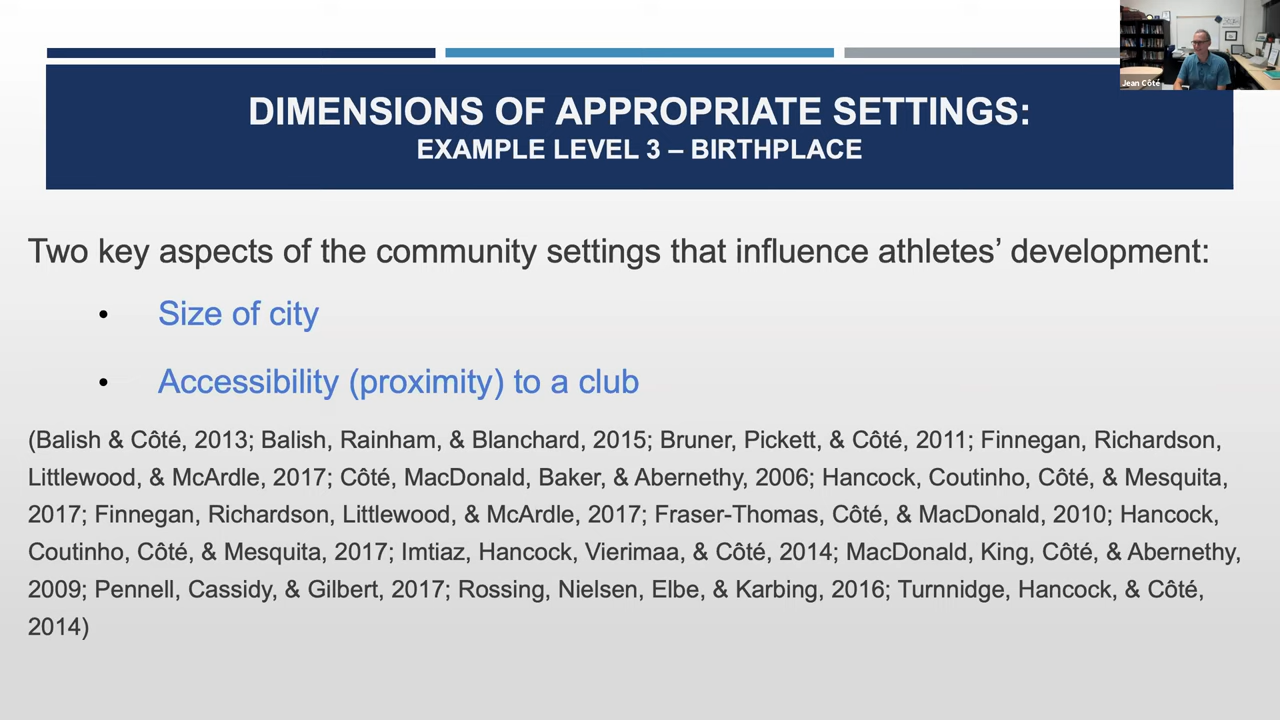 Jean Côté
DIMENSIONS OF APPROPRIATE SETTINGS:
EXAMPLE LEVEL 3 – BIRTHPLACE
Two key aspects of the community settings that influence athletes’ development:
• Size of city
• Accessibility (proximity) to a club
(Balish & Côté, 2013; Balish, Rainham, & Blanchard, 2015; Bruner, Pickett, & Côté, 2011; Finnegan, Richardson,
Littlewood, & McArdle, 2017; Côté, MacDonald, Baker, & Abernethy, 2006; Hancock, Coutinho, Côté, & Mesquita,
2017; Finnegan, Richardson, Littlewood, & McArdle, 2017; Fraser-Thomas, Côté, & MacDonald, 2010; Hancock,
Coutinho, Côté, & Mesquita, 2017; Imtiaz, Hancock, Vierimaa, & Côté, 2014; MacDonald, King, Côté, & Abernethy,
2009; Pennell, Cassidy, & Gilbert, 2017; Rossing, Nielsen, Elbe, & Karbing, 2016; Turnnidge, Hancock, & Côté,
2014)